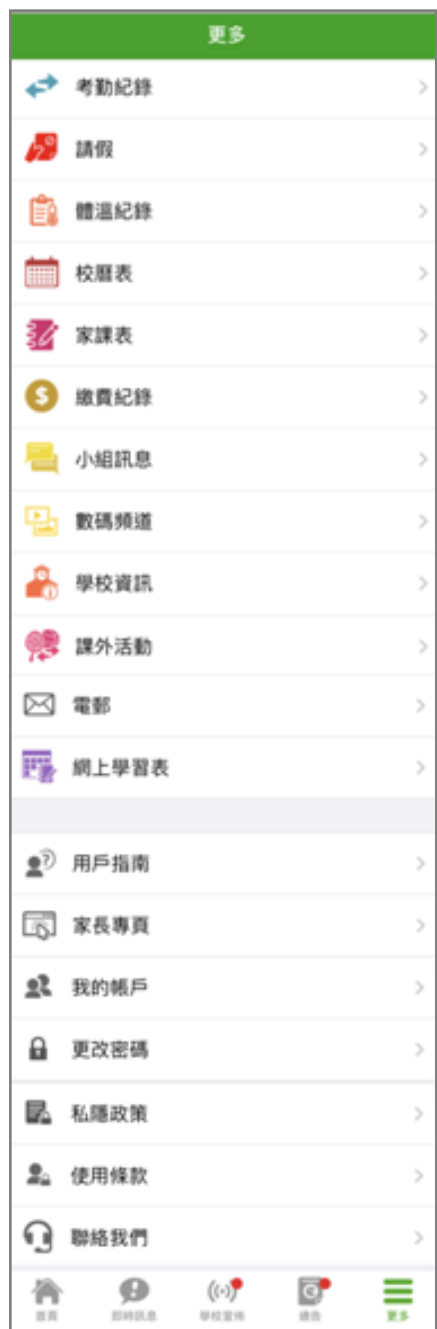 更多
考勤紀錄
請假
體溫紀錄
校曆表
家課表
繳費紀錄
小組訊息
數碼頻道
學校資訊
課外活動
電郵
網上學習表
用戶指南
家長專頁
我的帳戶
更改密碼
私隱政策
使用條款
聯絡我們
首頁 即時訊息 學校宣佈 通告 更多